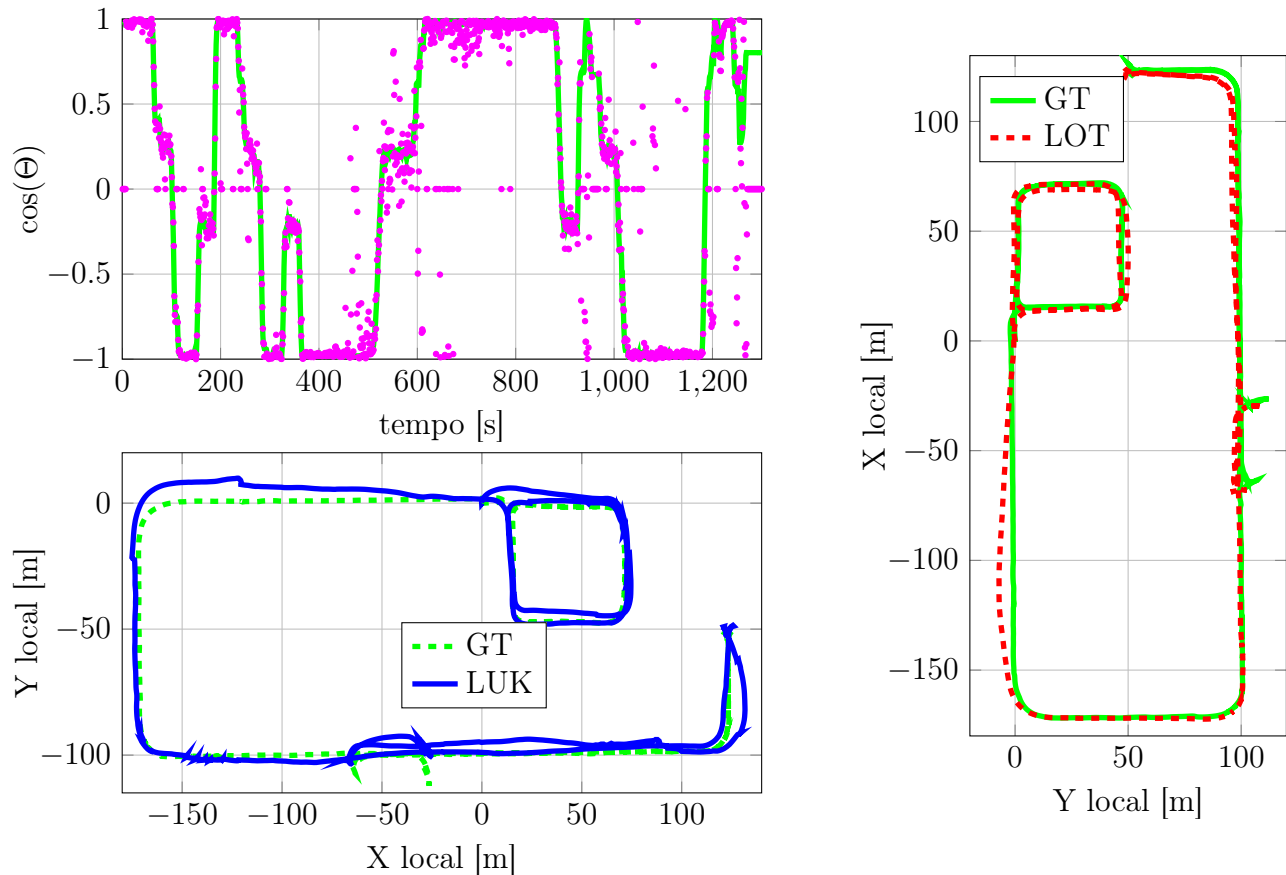 1
0.5
0
−0.5
−1
cos(Θ)
0 200 400 600 800 1,000 1,200
tempo [s]
0
−50
−100
Y local [m]
GT
LUK
−150 −100 −50 0 50 100
X local [m]
GT
LOT
100
50
0
−50
−100
−150
X local [m]
0 50 100
Y local [m]